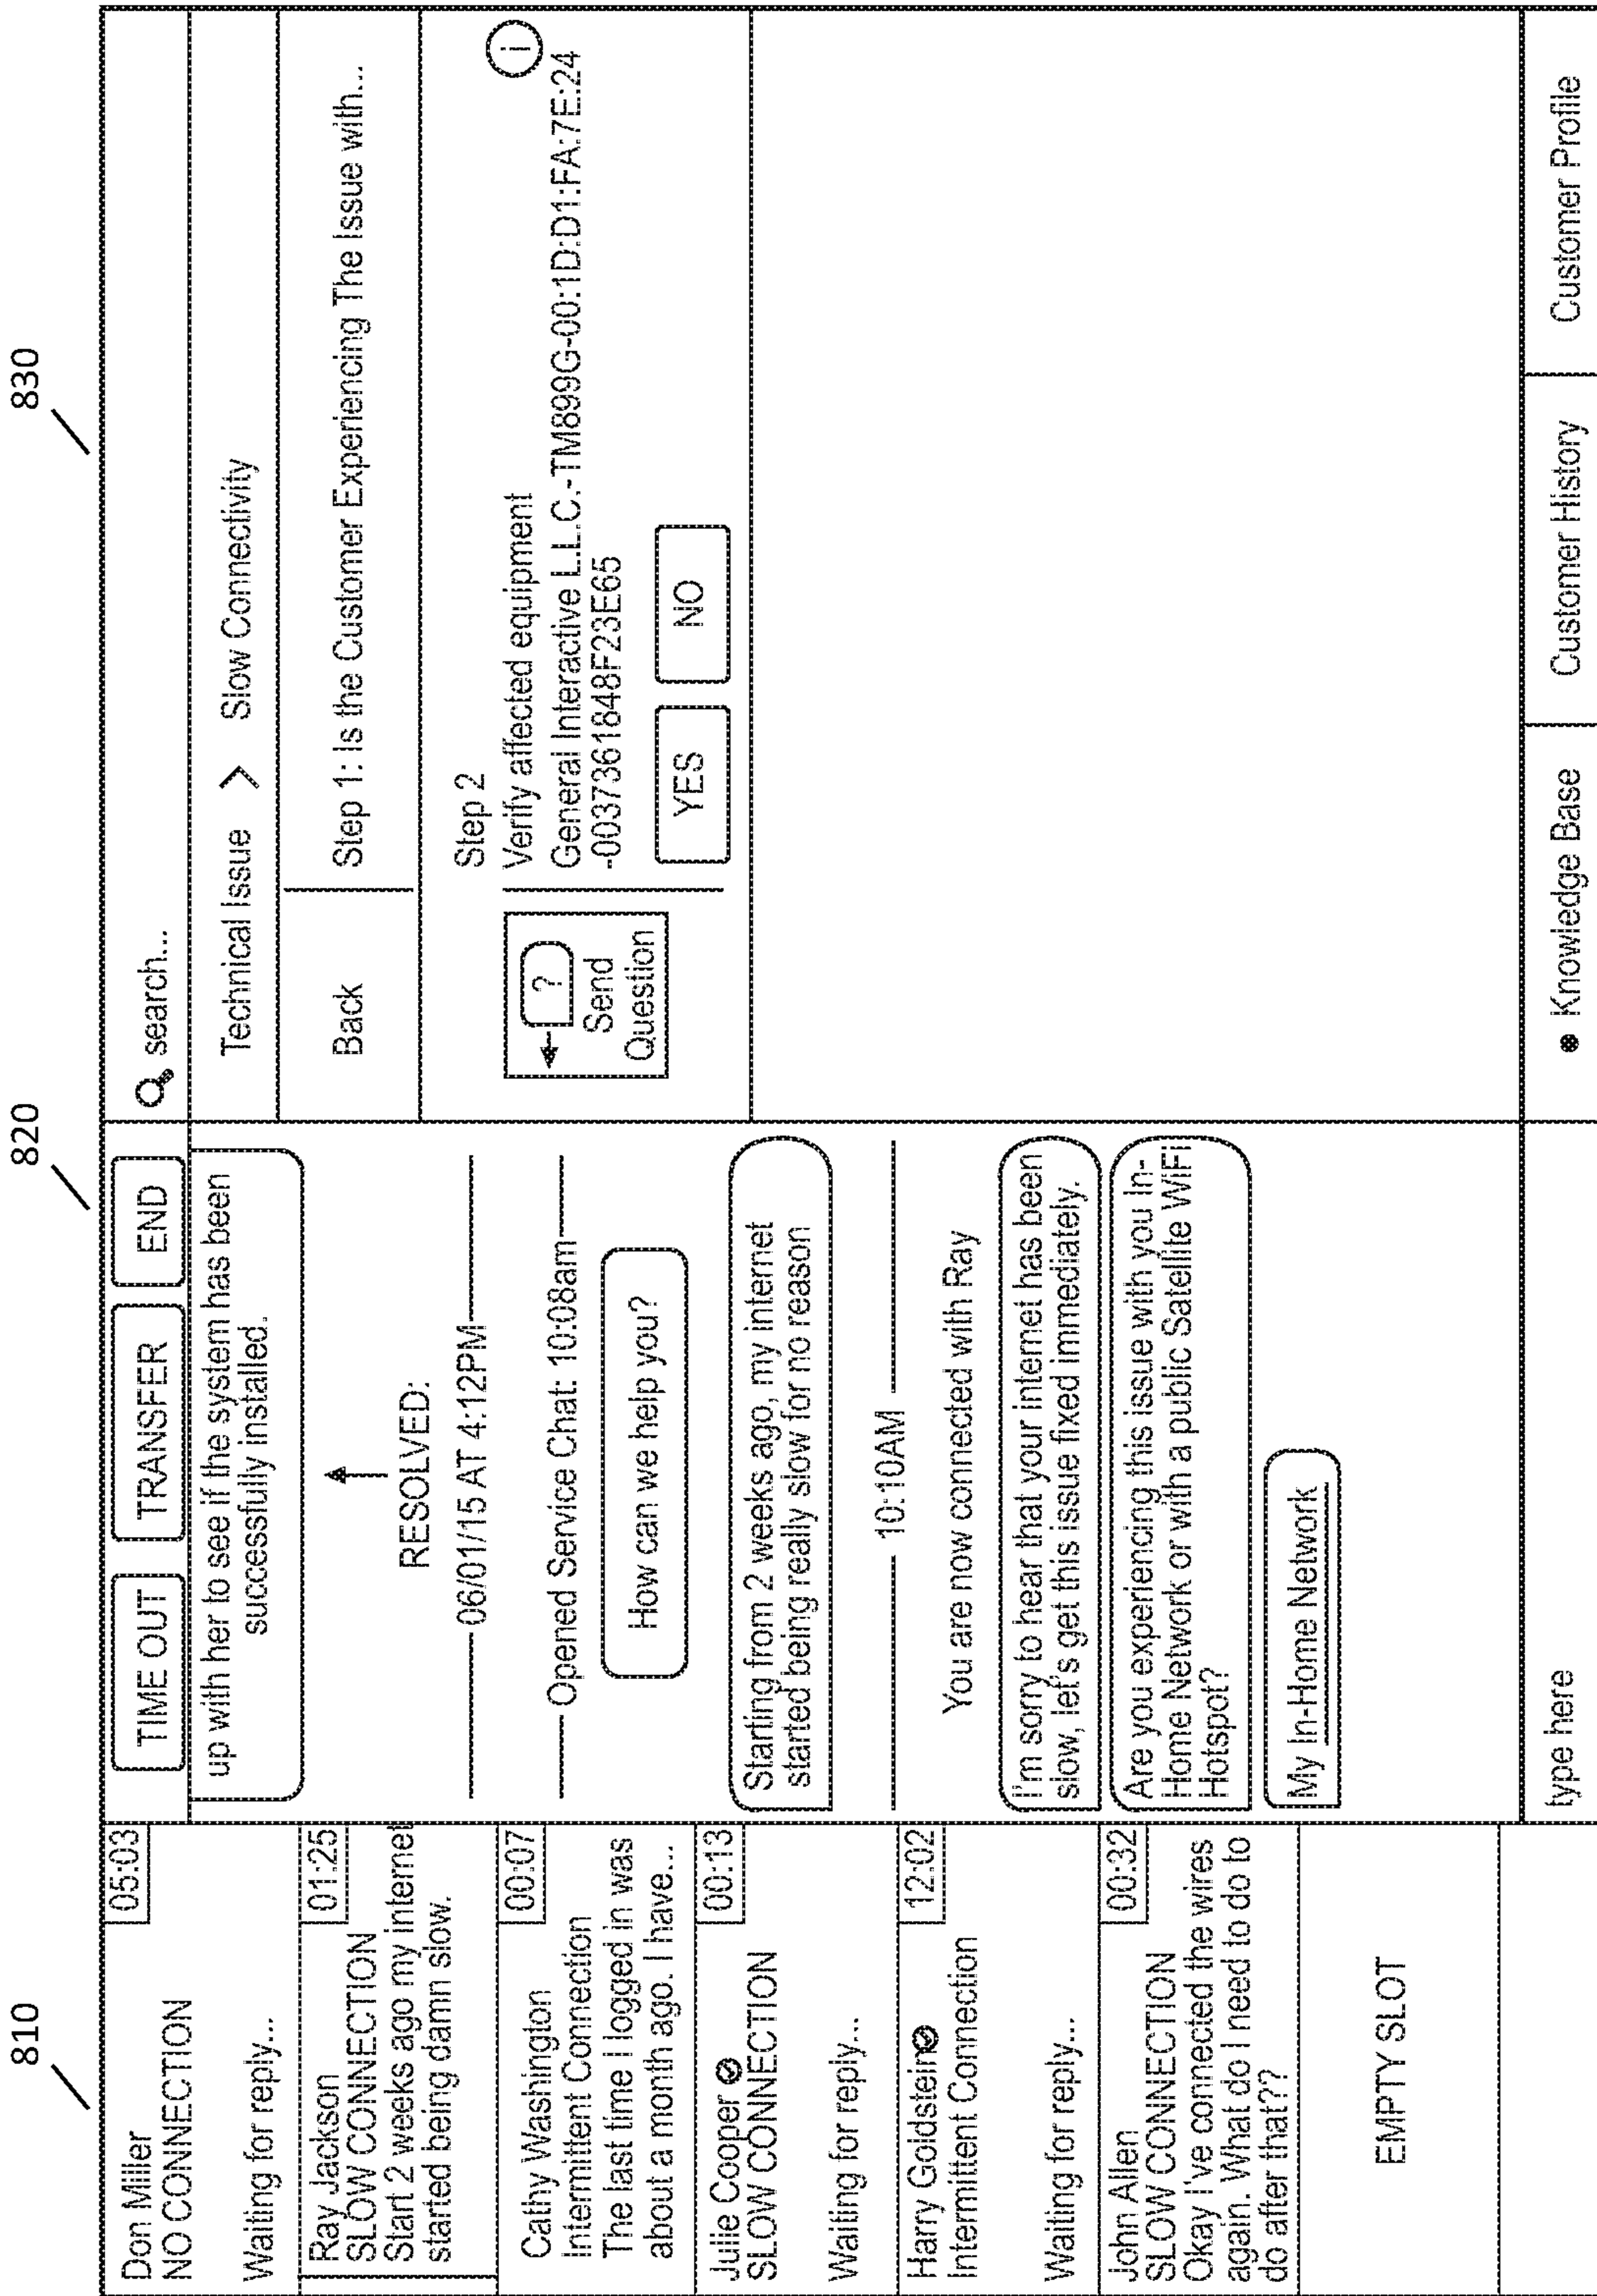 810
820
830
Don Miller
05:03
NO CONNECTION
Waiting for reply...
Ray Jackson
01:25
SLOW CONNECTION
Start 2 weeks ago my internet
started being damn slow.
Cathy Washington
00:07
Intermittent Connection
The last time I logged in was
about a month ago. I have...
Julie Cooper
00:13
SLOW CONNECTION
Waiting for reply...
Harry Goldstein
12:02
Intermittent Connection
Waiting for reply...
John Allen
00:32
SLOW CONNECTION
Okay I've connected the wires
again. What do I need to do to
do after that??
EMPTY SLOT
TIME OUT
TRANSFER
END
up with her to see if the system has been
successfully installed.
RESOLVED:
06/01/15 AT 4:12PM
Opened Service Chat: 10:08am
How can we help you?
Starting from 2 weeks ago, my internet
started being really slow for no reason
10:10AM
You are now connected with Ray
I'm sorry to hear that your internet has been
slow, let's get this issue fixed immediately.
Are you experiencing this issue with you In-
Home Network or with a public Satellite WiFi
Hotspot?
My In-Home Network
type here
search...
Technical Issue > Slow Connectivity
Back
Step 1: Is the Customer Experiencing The Issue with...
? Send
Question
Step 2
Verify affected equipment
i
General Interactive L.L.C.-TM899G-00:1D:D1:FA:7E:24
-0037361848F23E65
YES
NO
• Knowledge Base
Customer History
Customer Profile